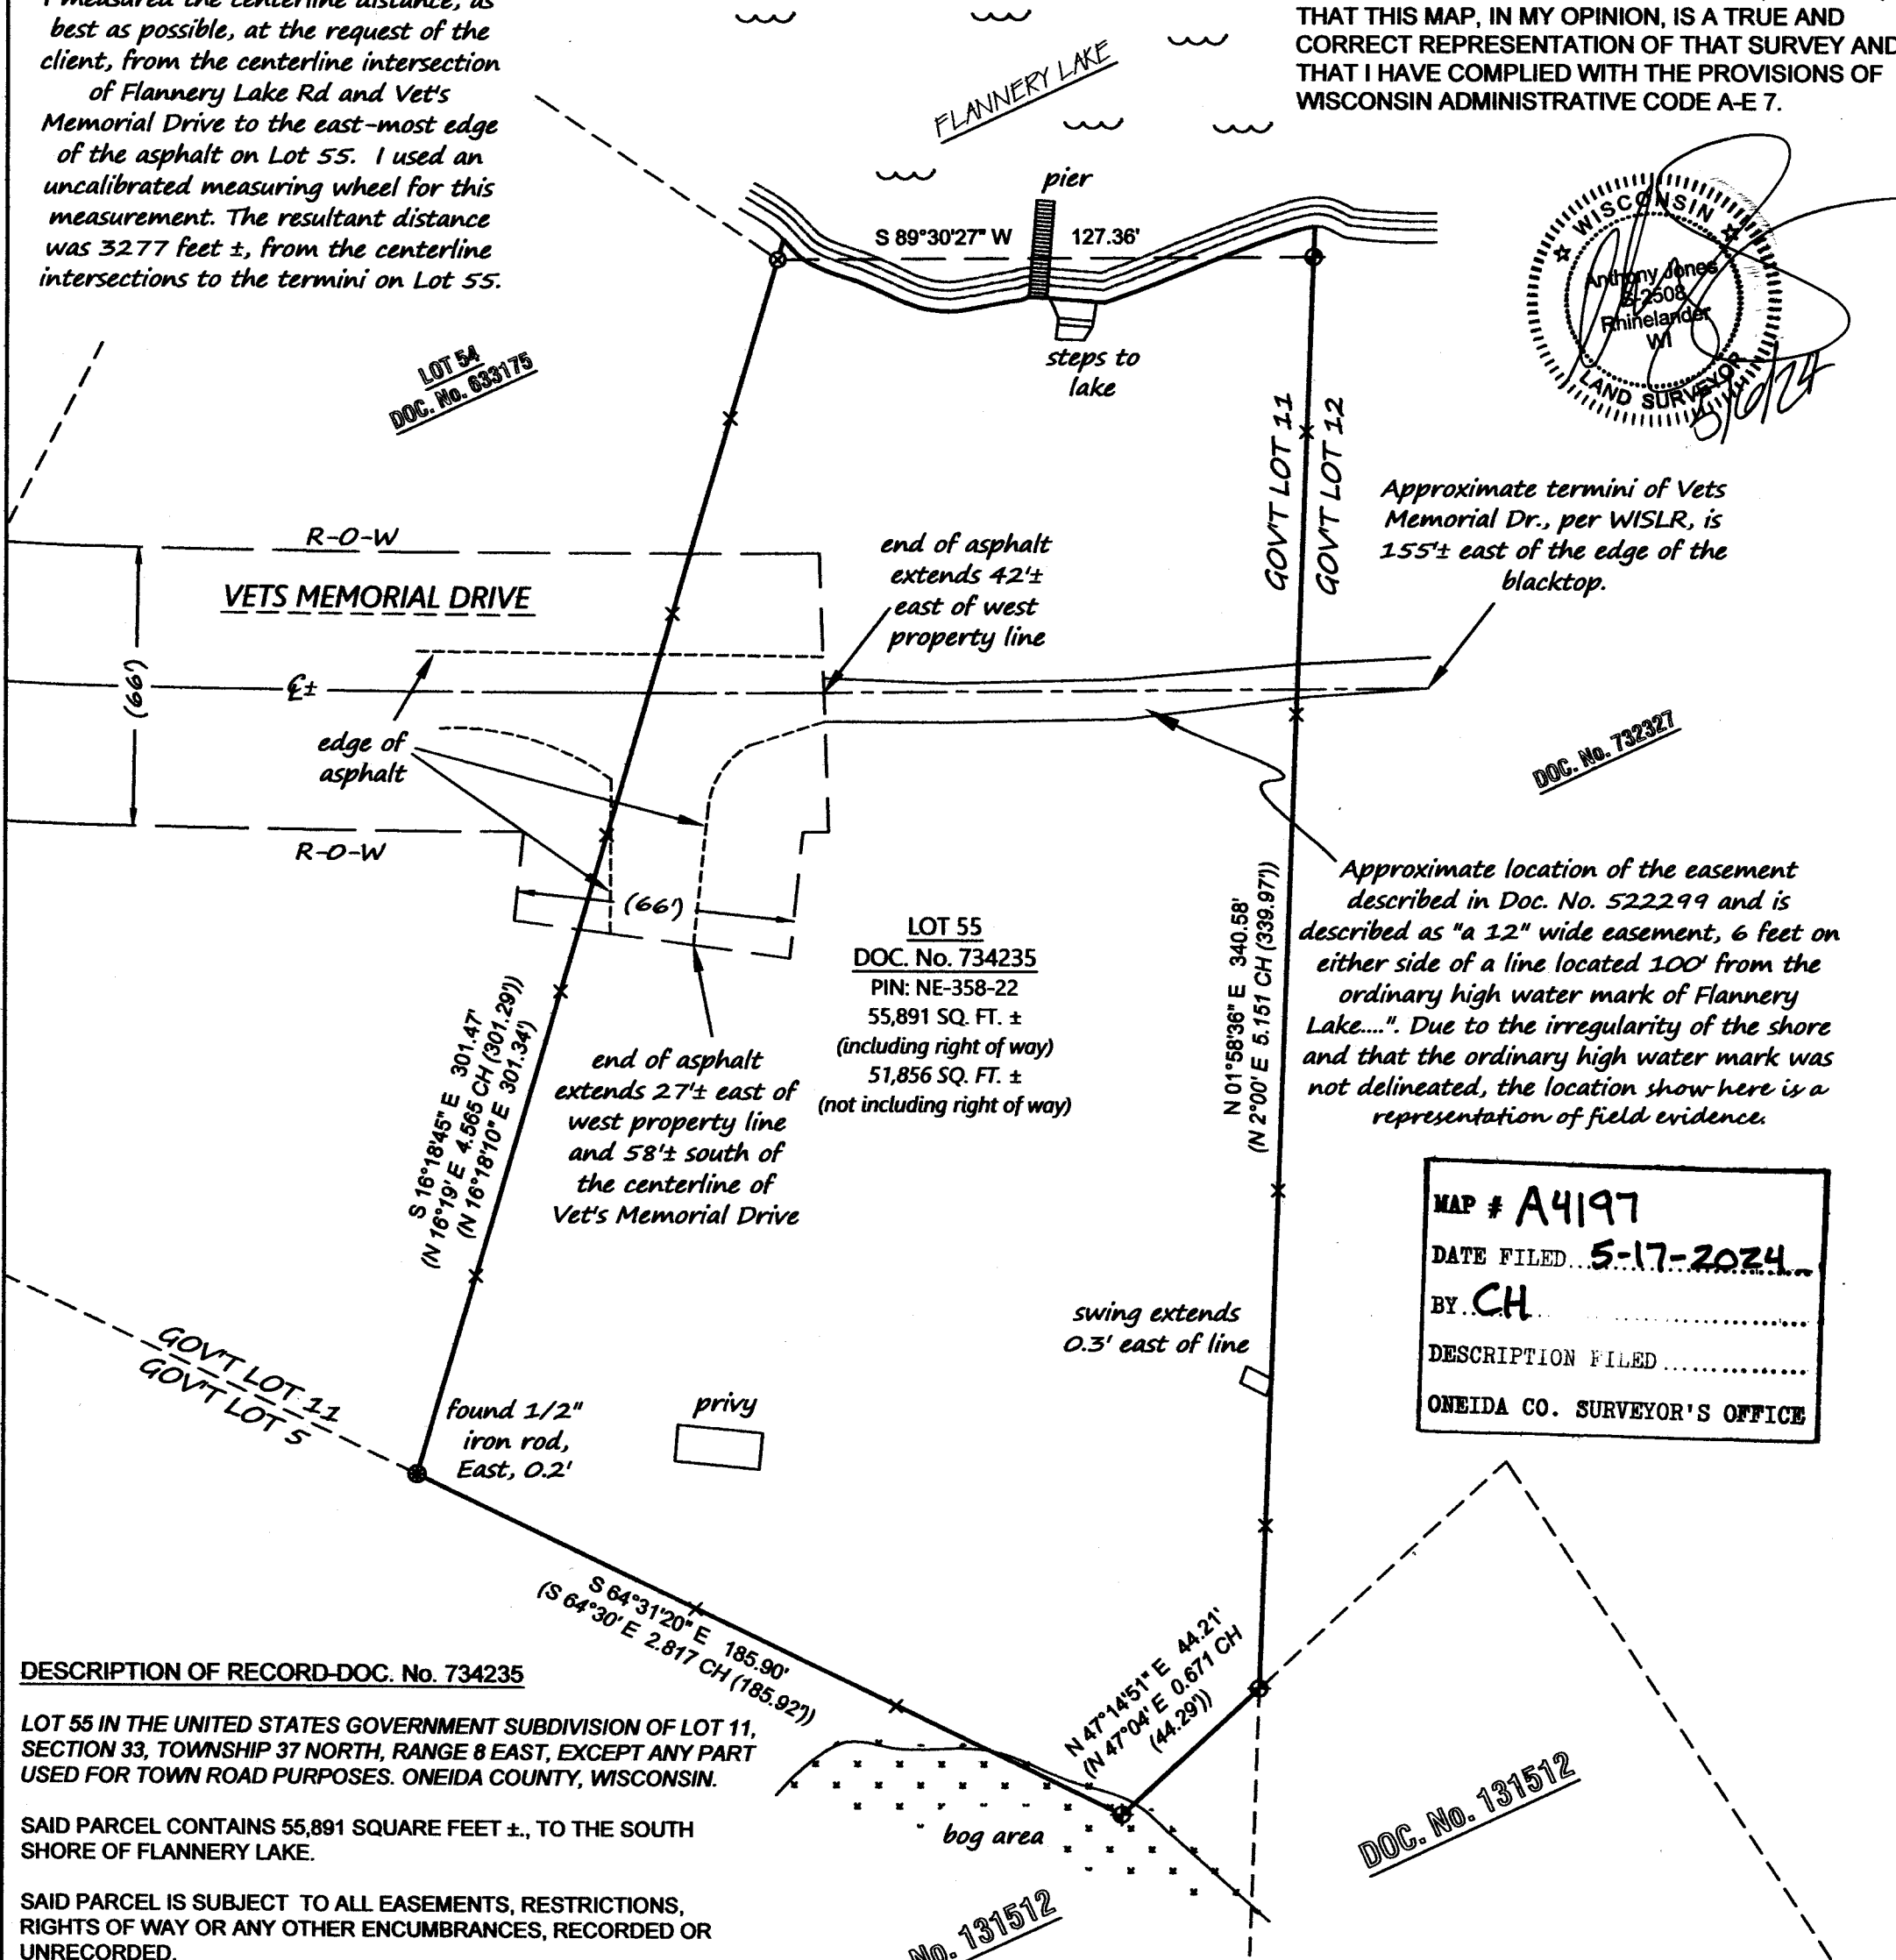 I measured the centerline distance, as
best as possible, at the request of the
client, from the centerline intersection
of Flannery Lake Rd and Vet's
Memorial Drive to the east-most edge
of the asphalt on Lot 55. I used an
uncalibrated measuring wheel for this
measurement. The resultant distance
was 3277 feet ±, from the centerline
intersections to the termini on Lot 55.
FLANNERY LAKE
THAT THIS MAP, IN MY OPINION, IS A TRUE AND
CORRECT REPRESENTATION OF THAT SURVEY AND
THAT I HAVE COMPLIED WITH THE PROVISIONS OF
WISCONSIN ADMINISTRATIVE CODE A-E 7.
WISCONSIN
Anthony Jones
S-2508
Rhinelander
WI
LAND SURVEYOR
pier
S 89°30'27" W 127.36'
steps to
lake
LOT 54
DOC. No. 633175
GOV'T LOT 11
GOV'T LOT 12
Approximate termini of Vets
Memorial Dr., per WISLR, is
155'± east of the edge of the
blacktop.
R-O-W
VETS MEMORIAL DRIVE
end of asphalt
extends 42'±
east of west
property line
(66')
℄±
edge of
asphalt
R-O-W
(66')
DOC. No. 732327
Approximate location of the easement
described in Doc. No. 522299 and is
described as "a 12" wide easement, 6 feet on
either side of a line located 100' from the
ordinary high water mark of Flannery
Lake....". Due to the irregularity of the shore
and that the ordinary high water mark was
not delineated, the location show here is a
representation of field evidence.
LOT 55
DOC. No. 734235
PIN: NE-358-22
55,891 SQ. FT. ±
(including right of way)
51,856 SQ. FT. ±
(not including right of way)
N 01°58'36" E 340.58'
(N 2°00' E 5.151 CH (339.97'))
S 16°18'45" E 301.47'
(N 16°19' E 4.565 CH (301.29'))
(N 16°18'10" E 301.34')
end of asphalt
extends 27'± east of
west property line
and 58'± south of
the centerline of
Vet's Memorial Drive
MAP # A4197
DATE FILED 5-17-2024
BY CH
DESCRIPTION FILED
ONEIDA CO. SURVEYOR'S OFFICE
swing extends
0.3' east of line
GOV'T LOT 11
GOV'T LOT 5
found 1/2"
iron rod,
East, 0.2'
privy
S 64°31'20" E 185.90'
(S 64°30' E 2.817 CH (185.92'))
N 47°14'51" E 44.21'
(N 47°04' E 0.671 CH
(44.29'))
bog area
DOC. No. 131512
No. 131512
DESCRIPTION OF RECORD-DOC. No. 734235
LOT 55 IN THE UNITED STATES GOVERNMENT SUBDIVISION OF LOT 11,
SECTION 33, TOWNSHIP 37 NORTH, RANGE 8 EAST, EXCEPT ANY PART
USED FOR TOWN ROAD PURPOSES. ONEIDA COUNTY, WISCONSIN.
SAID PARCEL CONTAINS 55,891 SQUARE FEET ±., TO THE SOUTH
SHORE OF FLANNERY LAKE.
SAID PARCEL IS SUBJECT TO ALL EASEMENTS, RESTRICTIONS,
RIGHTS OF WAY OR ANY OTHER ENCUMBRANCES, RECORDED OR
UNRECORDED.